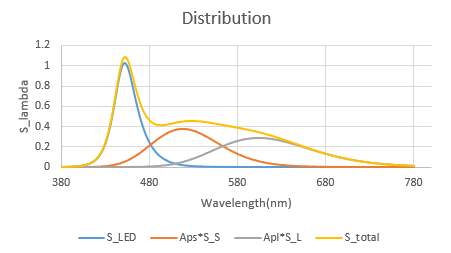 Distribution
S_lambda
1.2
1
0.8
0.6
0.4
0.2
0
380 480 580 680 780
Wavelength(nm)
S_LED Aps*S_S Apl*S_L S_total